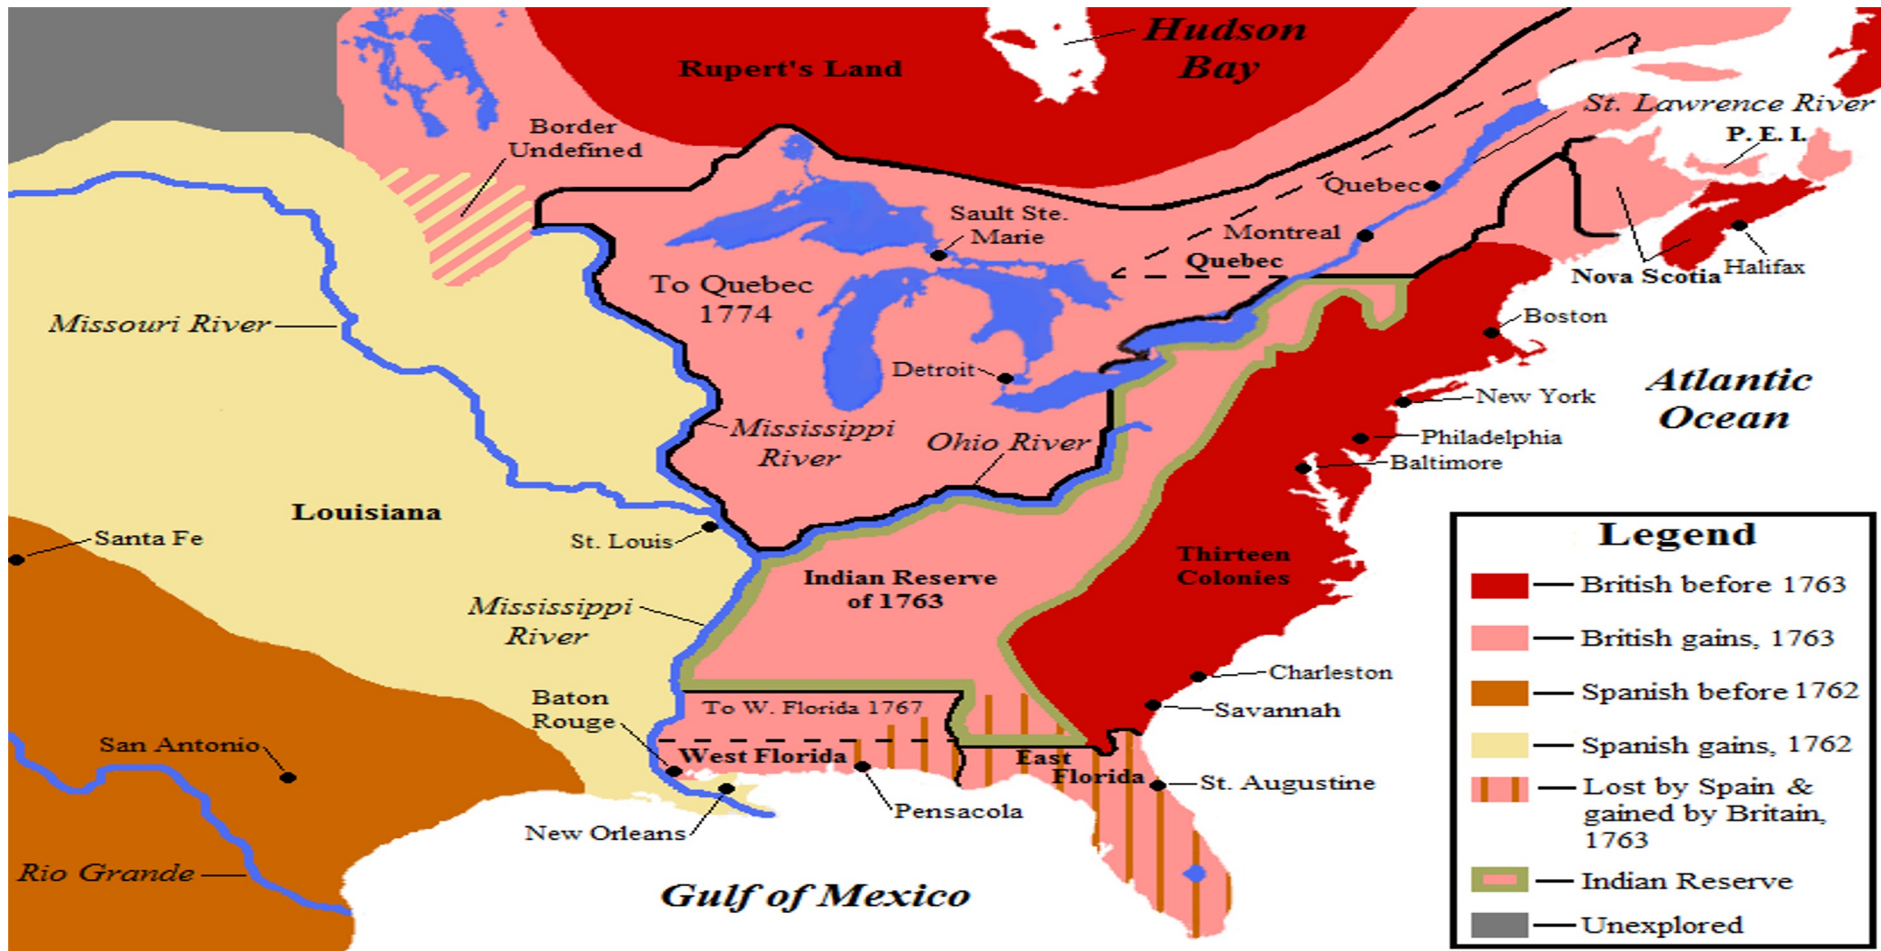 Hudson
Bay
Rupert's Land
St. Lawrence River
Border
Undefined
P. E. I.
Quebec
Sault Ste.
Marie
Montreal
Quebec
Nova Scotia
Halifax
To Quebec
1774
Missouri River
Boston
Detroit
Atlantic
Ocean
New York
Mississippi
River
Ohio River
Philadelphia
Baltimore
Louisiana
Santa Fe
St. Louis
Thirteen
Colonies
Indian Reserve
of 1763
Mississippi
River
Charleston
Baton
Rouge
To W. Florida 1767
Savannah
San Antonio
West Florida
East
Florida
St. Augustine
Pensacola
New Orleans
Rio Grande
Gulf of Mexico
Legend
British before 1763
British gains, 1763
Spanish before 1762
Spanish gains, 1762
Lost by Spain &
gained by Britain,
1763
Indian Reserve
Unexplored